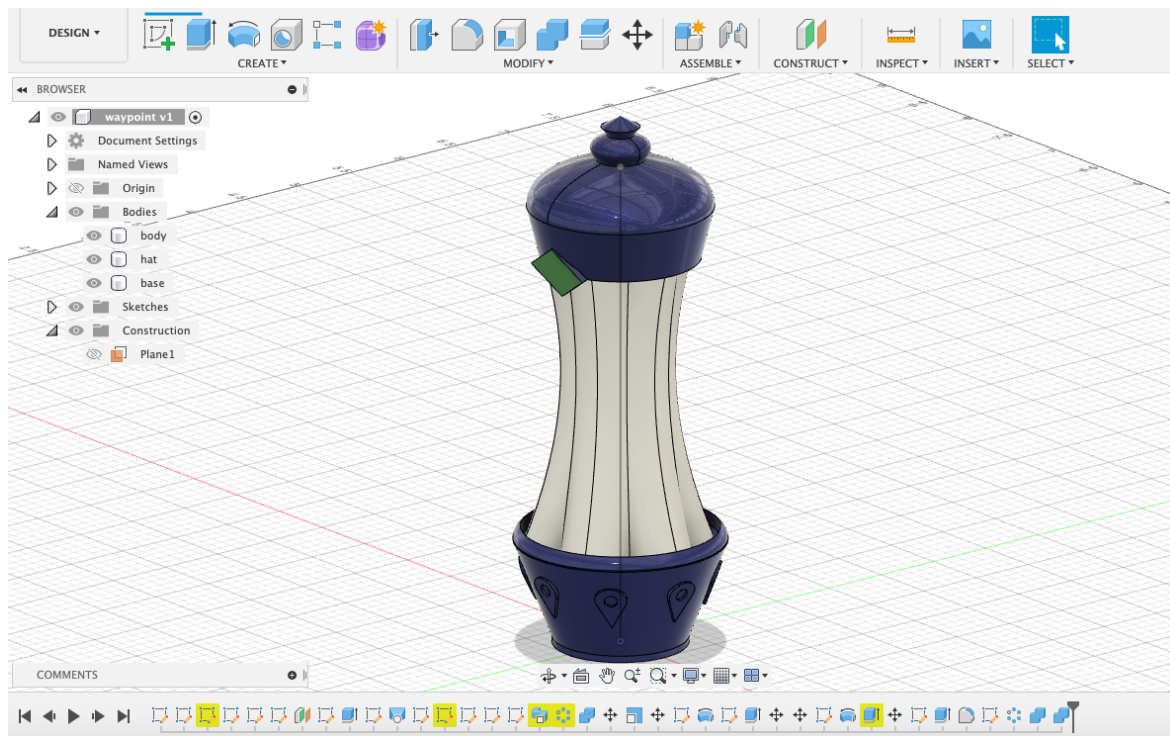 DESIGN
CREATE
MODIFY
ASSEMBLE
CONSTRUCT
INSPECT
INSERT
SELECT
BROWSER
waypoint v1
Document Settings
Named Views
Origin
Bodies
body
hat
base
Sketches
Construction
Plane1
COMMENTS